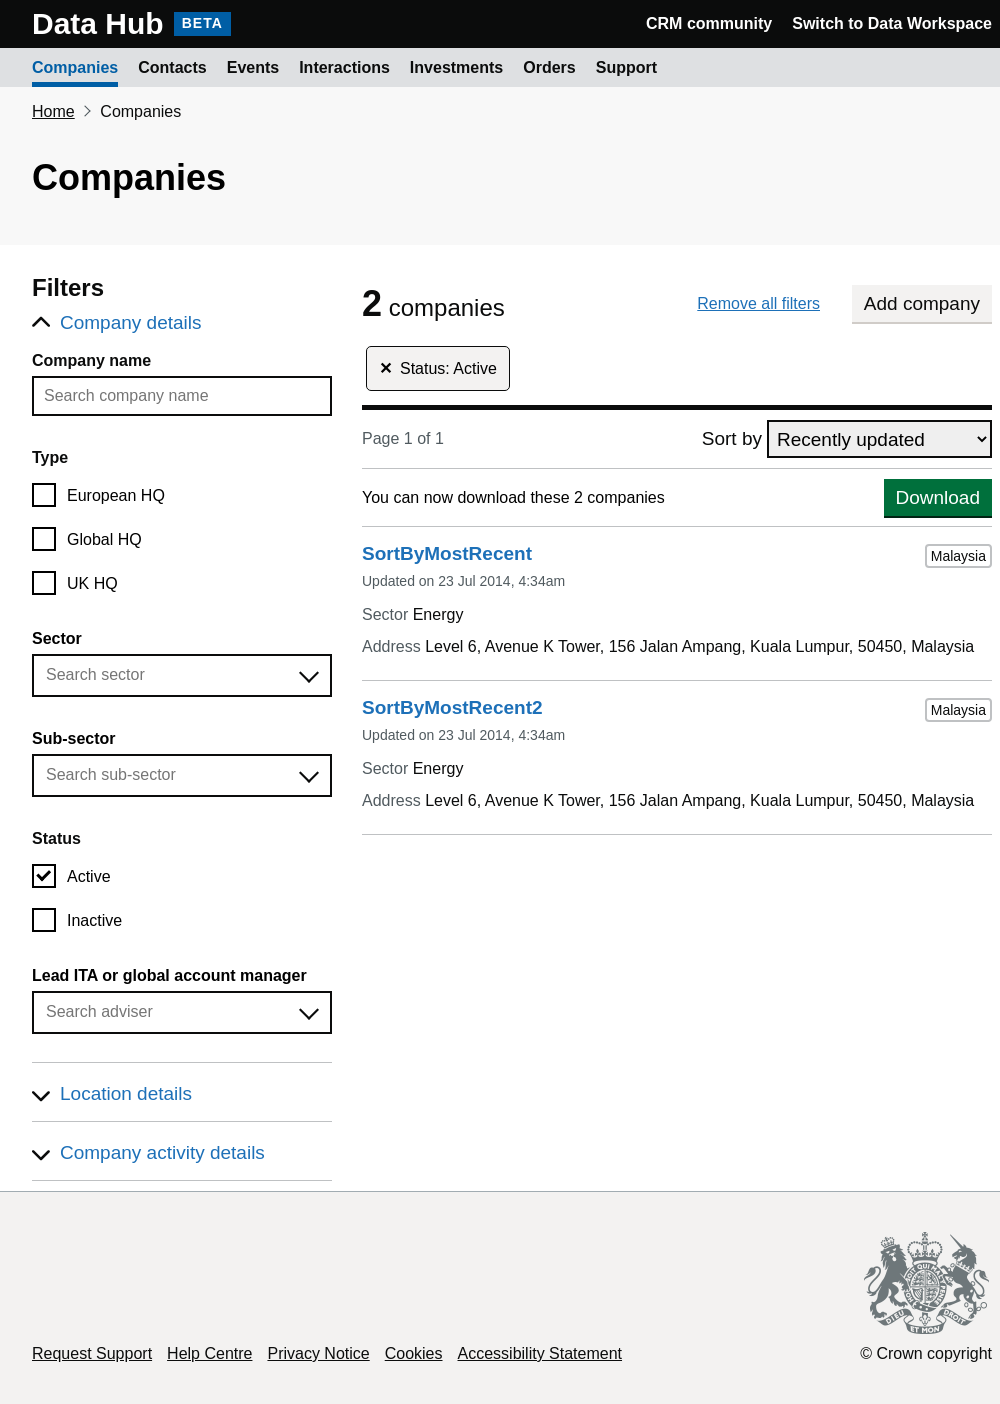 Data Hub BETA CRM community Switch to Data Workspace
Companies Contacts Events Interactions Investments Orders Support
Home Companies
Companies
Filters
Company details
Company name
Search company name
Type
European HQ
Global HQ
UK HQ
Sector
Search sector
Sub-sector
Search sub-sector
Status
Active
Inactive
Lead ITA or global account manager
Search adviser
Location details
Company activity details
2 companies Remove all filters Add company
Status: Active
Page 1 of 1 Sort by Recently updated
You can now download these 2 companies Download
SortByMostRecent Malaysia
Updated on 23 Jul 2014, 4:34am
Sector Energy
Address Level 6, Avenue K Tower, 156 Jalan Ampang, Kuala Lumpur, 50450, Malaysia
SortByMostRecent2 Malaysia
Updated on 23 Jul 2014, 4:34am
Sector Energy
Address Level 6, Avenue K Tower, 156 Jalan Ampang, Kuala Lumpur, 50450, Malaysia
DIEU ET MON DROIT
Request Support Help Centre Privacy Notice Cookies Accessibility Statement © Crown copyright